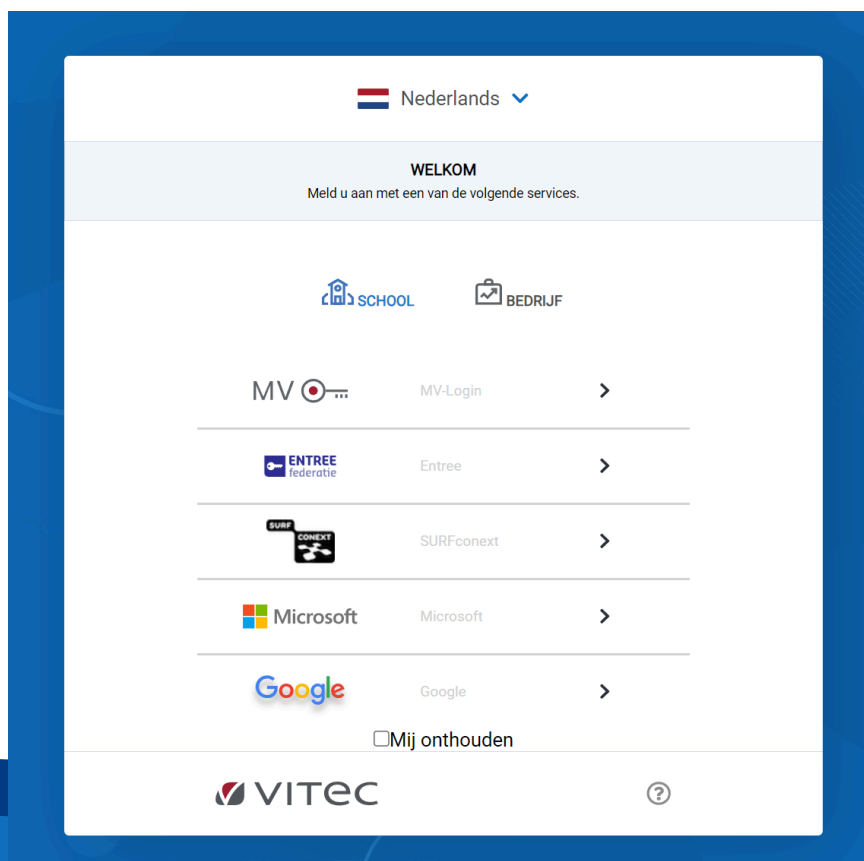 Nederlands
WELKOM
Meld u aan met een van de volgende services.
SCHOOL
BEDRIJF
MV
MV-Login
ENTREE
federatie
Entree
SURF
CONEXT
SURFconext
Microsoft
Microsoft
Google
Google
Mij onthouden
vitec
?